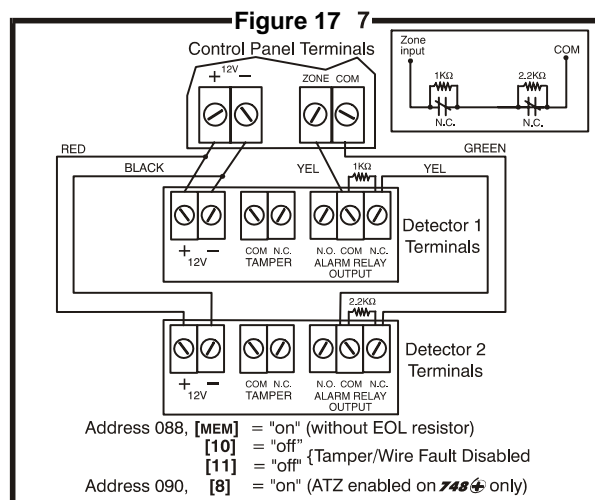 Figure 17 7
Control Panel Terminals
+ 12V −
ZONE COM
Zone input
COM
1KΩ
2.2KΩ
N.C.
N.C.
RED
BLACK
YEL
1KΩ
YEL
GREEN
+ 12V −
COM N.C.
TAMPER
N.O. COM N.C.
ALARM RELAY
OUTPUT
Detector 1
Terminals
2.2KΩ
+ 12V −
COM N.C.
TAMPER
N.O. COM N.C.
ALARM RELAY
OUTPUT
Detector 2
Terminals
Address 088, [MEM] = "on" (without EOL resistor)
[10] = "off"
[11] = "off" {Tamper/Wire Fault Disabled
Address 090, [8] = "on" (ATZ enabled on 748+ only)